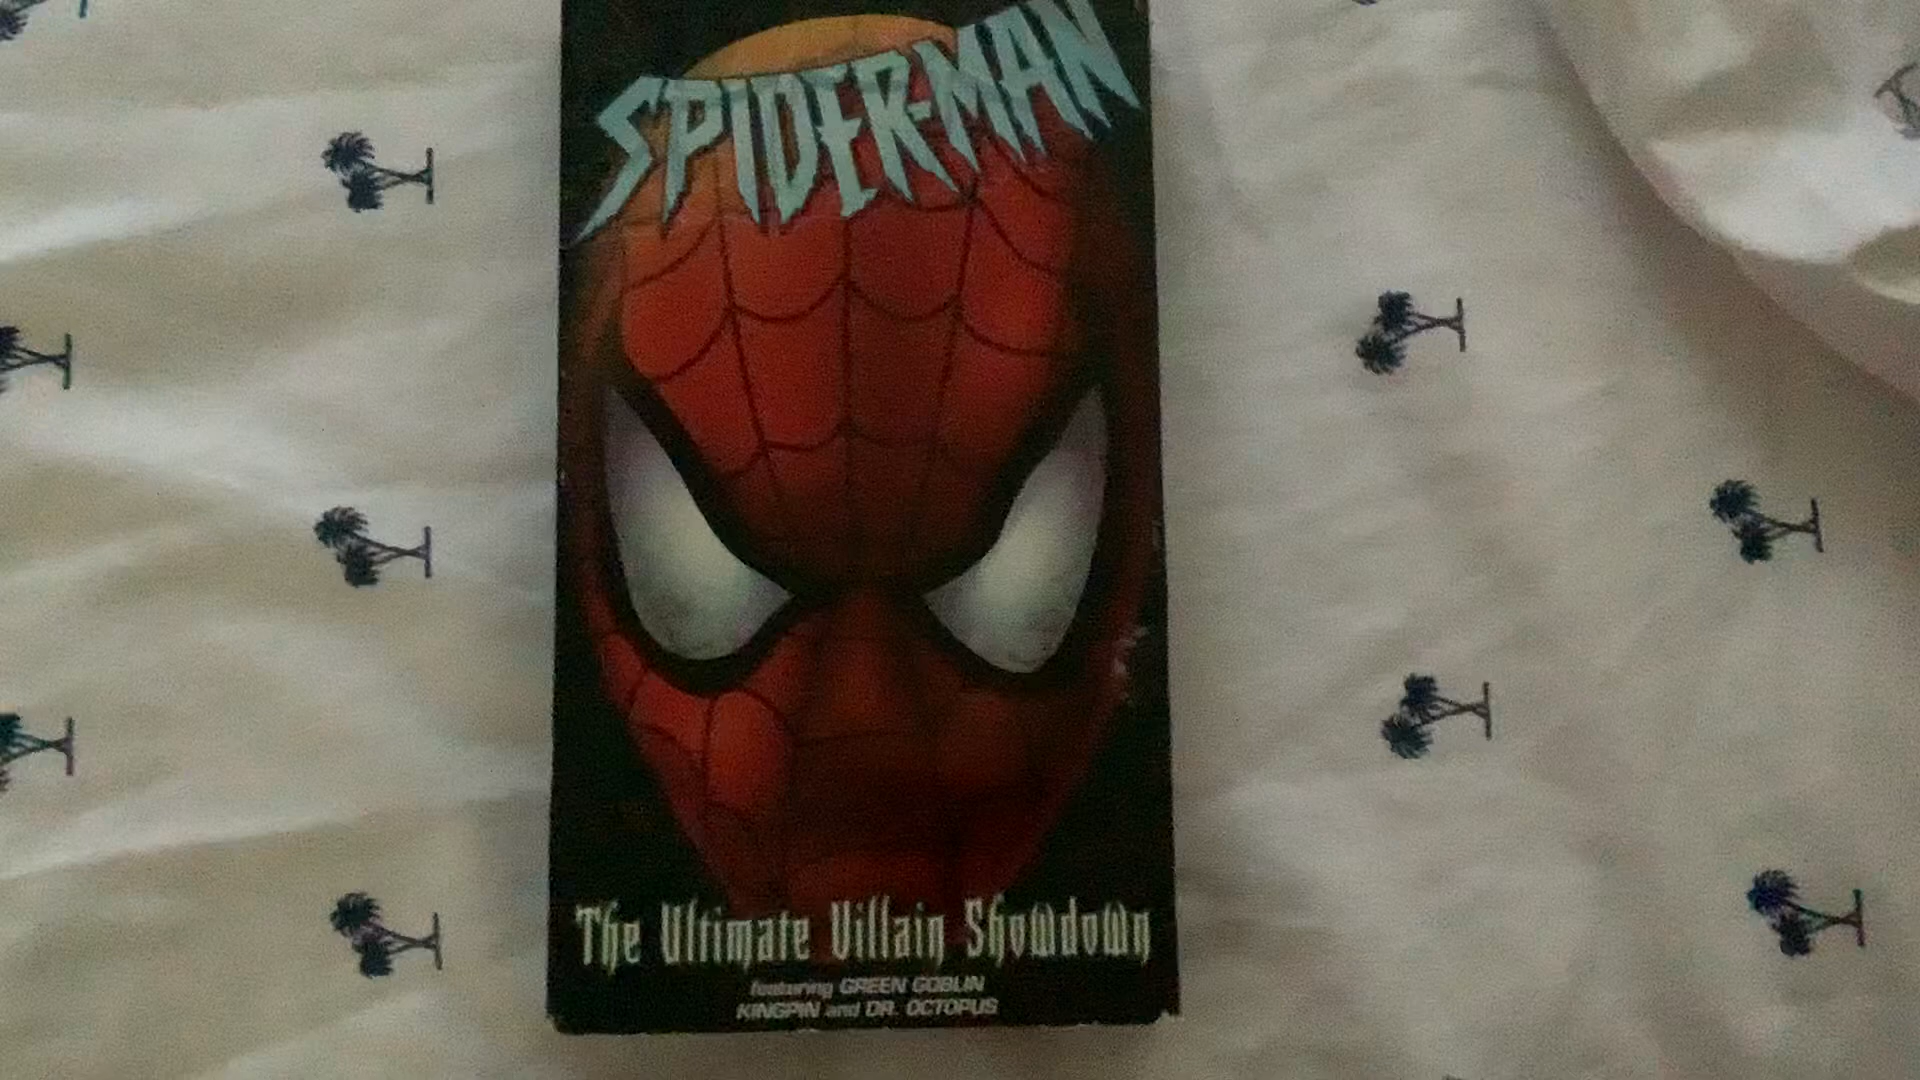 SPIDER-MAN
The Ultimate Villain Showdown
featuring GREEN GOBLIN
KINGPIN and DR. OCTOPUS